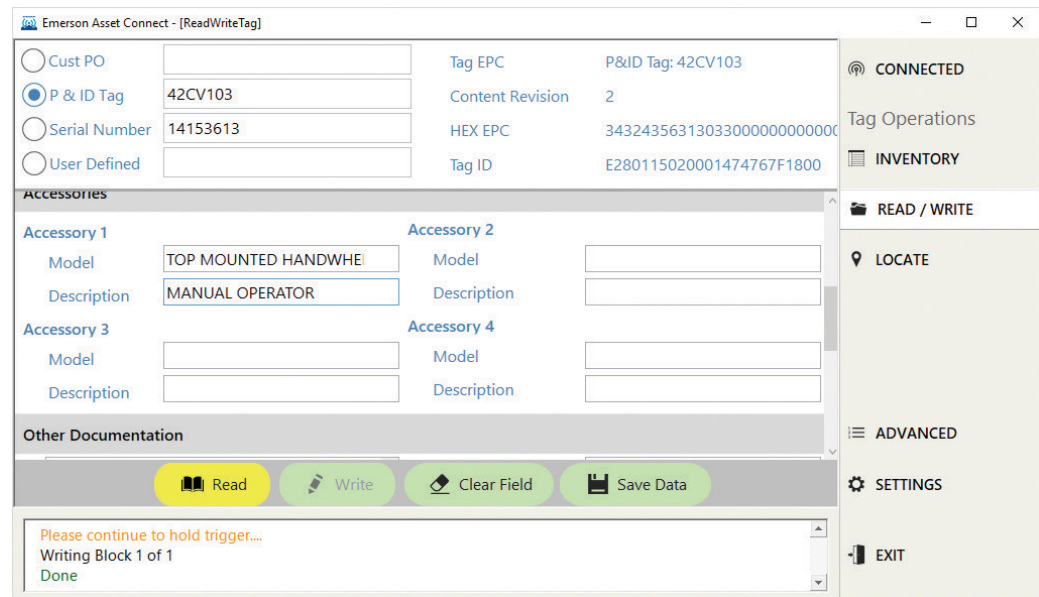 Emerson Asset Connect - [ReadWriteTag]
Cust PO
Tag EPC P&ID Tag: 42CV103
P & ID Tag 42CV103
Content Revision 2
Serial Number 14153613
HEX EPC 34324356313033000000000000
User Defined
Tag ID E280115020001474767F1800
Accessories
Accessory 1
Model TOP MOUNTED HANDWHE
Description MANUAL OPERATOR
Accessory 2
Model
Description
Accessory 3
Model
Description
Accessory 4
Model
Description
Other Documentation
Read Write Clear Field Save Data
Please continue to hold trigger....
Writing Block 1 of 1
Done
CONNECTED
Tag Operations
INVENTORY
READ / WRITE
LOCATE
ADVANCED
SETTINGS
EXIT